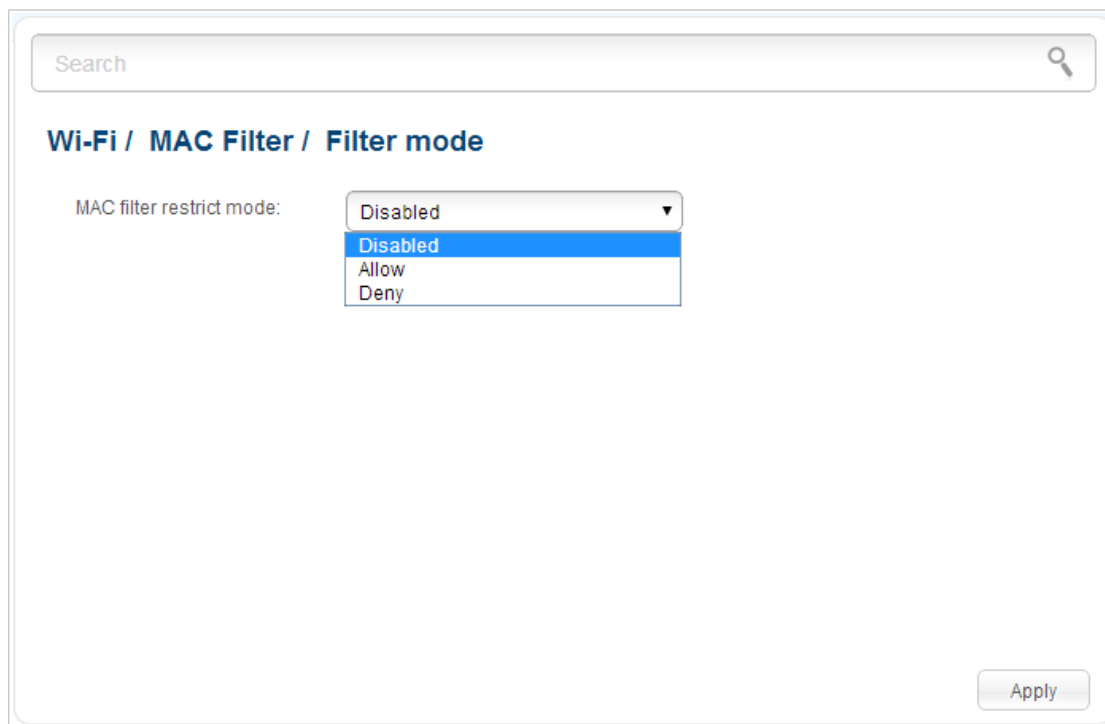 Search
Wi-Fi / MAC Filter / Filter mode
MAC filter restrict mode: Disabled
Disabled
Allow
Deny
Apply